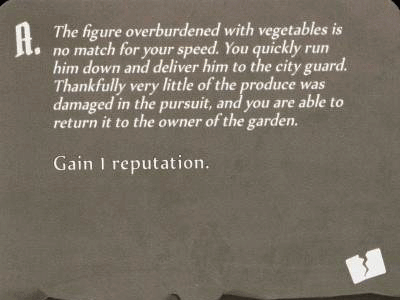 A. The figure overburdened with vegetables is
no match for your speed. You quickly run
him down and deliver him to the city guard.
Thankfully very little of the produce was
damaged in the pursuit, and you are able to
return it to the owner of the garden.
Gain 1 reputation.